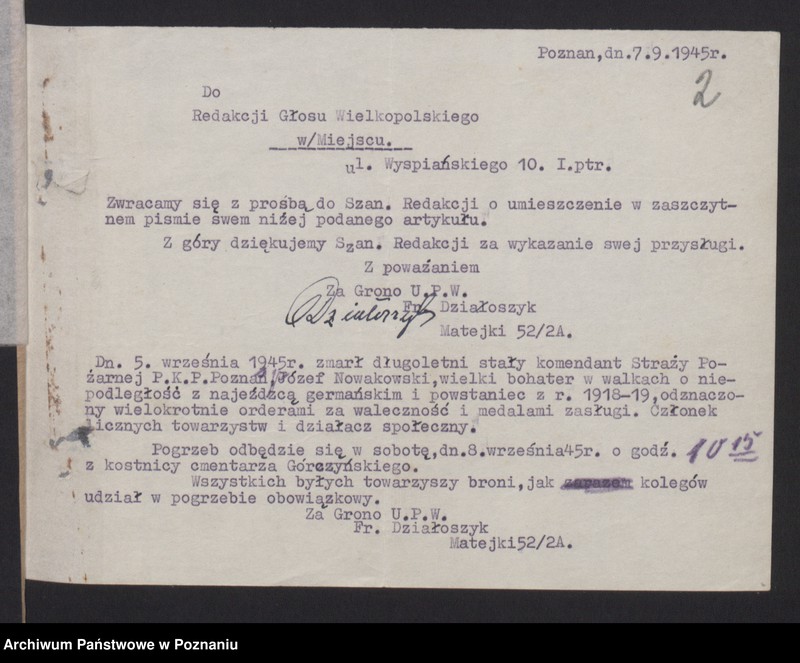 Poznan,dn.7.9.1945r.
2
Do
Redakcji Głosu Wielkopolskiego
w/Miejscu.
ul. Wyspiańskiego 10. I.ptr.
Zwracamy się z prosbą do Szan. Redakcji o umieszczenie w zaszczyt-
nem pismie swem niżej podanego artykułu.
Z góry dziękujemy Szan. Redakcji za wykazanie swej przysługi.
Z poważaniem
Za Grono U.P.W.
Fr. Działoszyk
Matejki 52/2A.
Dn. 5. września 1945r. zmarł długoletni stały komendant Straży Po-
żarnej P.K.P.Poznań, Józef Nowakowski,wielki bohater w walkach o nie-
podległość z najeźdzcą germańskim i powstaniec z r. 1918-19,odznaczo-
ny wielokrotnie orderami za waleczność i medalami zasługi. Członek
licznych towarzystw i działacz społeczny.
Pogrzeb odbędzie się w sobotę,dn.8.września45r. o godź. 10 15
z kostnicy cmentarza Górczyńskiego.
Wszystkich byłych towarzyszy broni,jak zarazem kolegów
udział w pogrzebie obowiązkowy.
Za Grono U.P.W.
Fr. Działoszyk
Matejki52/2A.
Archiwum Państwowe w Poznaniu